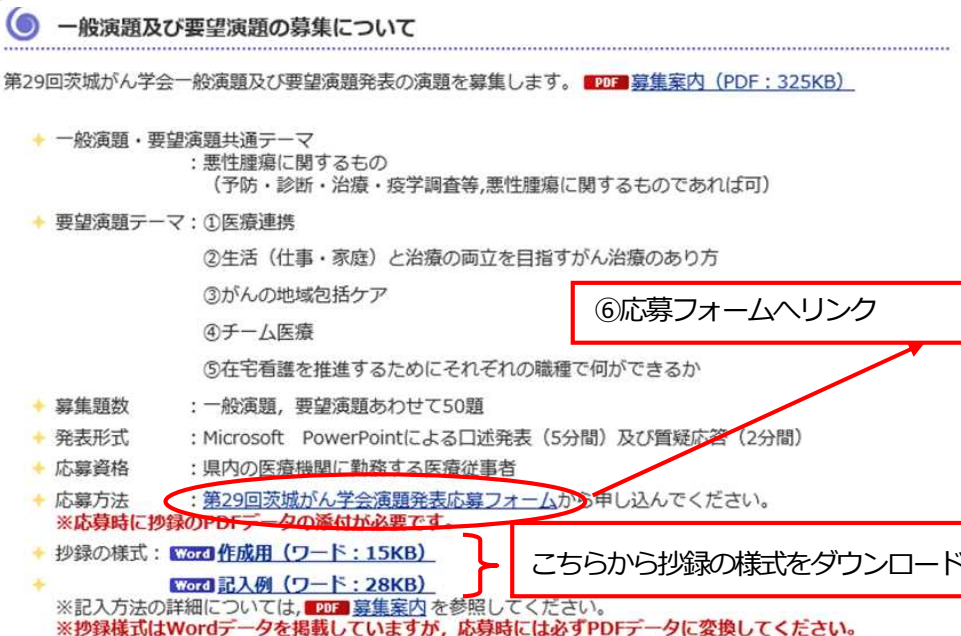 一般演題及び要望演題の募集について
第29回茨城がん学会一般演題及び要望演題発表の演題を募集します。 PDF 募集案内（PDF：325KB）
一般演題・要望演題共通テーマ
：悪性腫瘍に関するもの
（予防・診断・治療・疫学調査等,悪性腫瘍に関するものであれば可）
要望演題テーマ：①医療連携
②生活（仕事・家庭）と治療の両立を目指すがん治療のあり方
③がんの地域包括ケア
⑥応募フォームへリンク
④チーム医療
⑤在宅看護を推進するためにそれぞれの職種で何ができるか
募集題数 ：一般演題，要望演題あわせて50題
発表形式 ：Microsoft PowerPointによる口述発表（5分間）及び質疑応答（2分間）
応募資格 ：県内の医療機関に勤務する医療従事者
応募方法 ：第29回茨城がん学会演題発表応募フォームから申し込んでください。
※応募時に抄録のPDFデータの添付が必要です。
抄録の様式： Word 作成用（ワード：15KB）
こちらから抄録の様式をダウンロード
Word 記入例（ワード：28KB）
※記入方法の詳細については, PDF 募集案内 を参照してください。
※抄録様式はWordデータを掲載していますが，応募時には必ずPDFデータに変換してください。